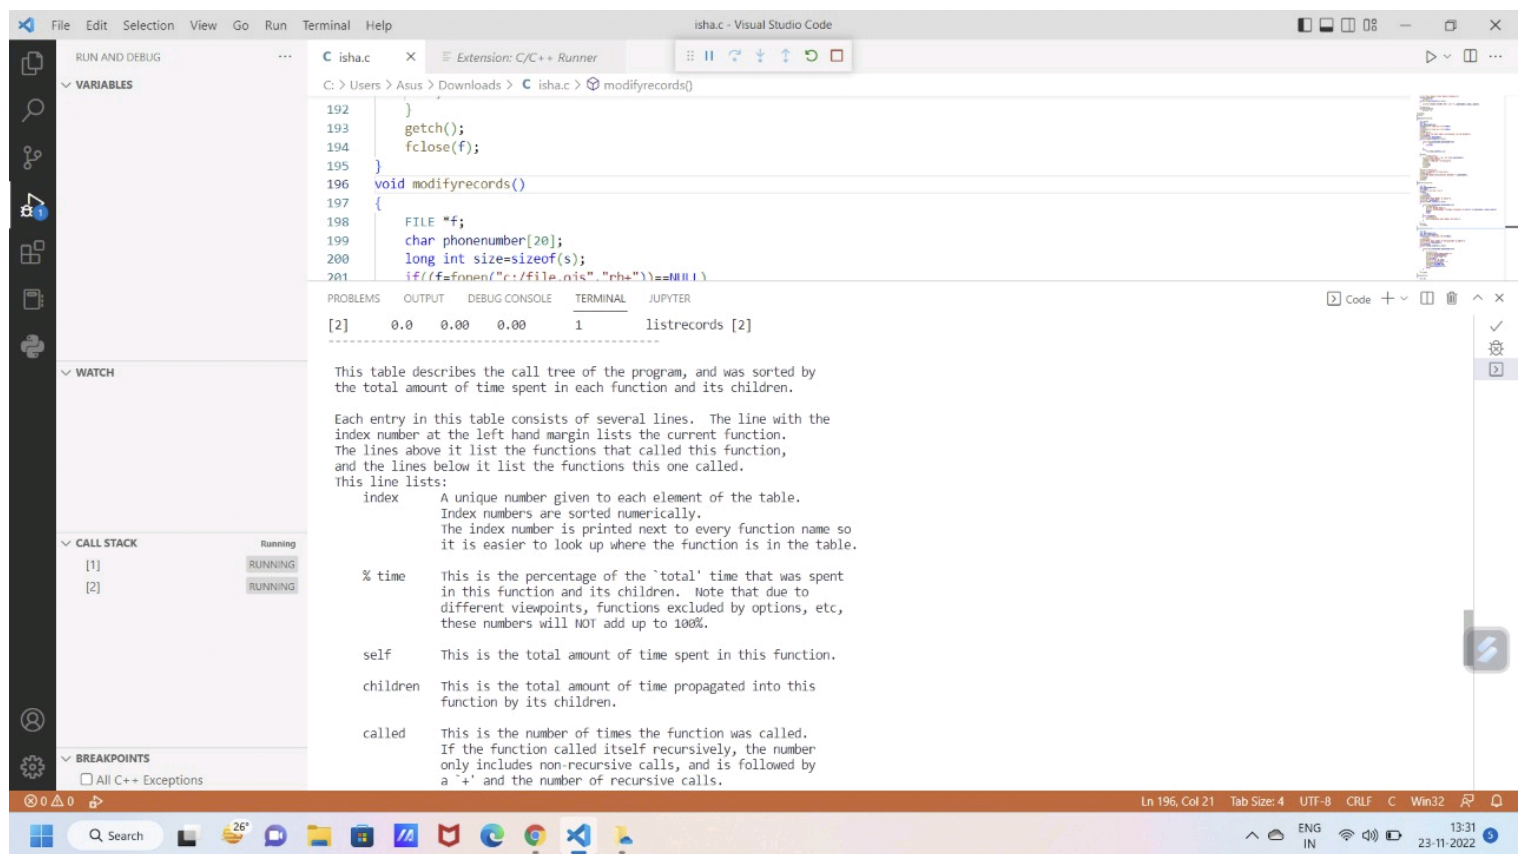 File Edit Selection View Go Run Terminal Help
isha.c - Visual Studio Code
RUN AND DEBUG
C isha.c
Extension: C/C++ Runner
VARIABLES
C: > Users > Asus > Downloads > C isha.c > modifyrecords()
192 }
193 getch();
194 fclose(f);
195 }
196 void modifyrecords()
197 {
198 FILE *f;
199 char phonenumber[20];
200 long int size=sizeof(s);
201 if((f=fopen("c:/file.ojs","rb+"))==NULL)
PROBLEMS OUTPUT DEBUG CONSOLE TERMINAL JUPYTER
Code
[2] 0.0 0.00 0.00 1 listrecords [2]
-----------------------------------------------
This table describes the call tree of the program, and was sorted by
the total amount of time spent in each function and its children.
Each entry in this table consists of several lines. The line with the
index number at the left hand margin lists the current function.
The lines above it list the functions that called this function,
and the lines below it list the functions this one called.
This line lists:
index A unique number given to each element of the table.
Index numbers are sorted numerically.
The index number is printed next to every function name so
it is easier to look up where the function is in the table.
% time This is the percentage of the `total' time that was spent
in this function and its children. Note that due to
different viewpoints, functions excluded by options, etc,
these numbers will NOT add up to 100%.
self This is the total amount of time spent in this function.
children This is the total amount of time propagated into this
function by its children.
called This is the number of times the function was called.
If the function called itself recursively, the number
only includes non-recursive calls, and is followed by
a `+' and the number of recursive calls.
WATCH
CALL STACK Running
[1] RUNNING
[2] RUNNING
BREAKPOINTS
All C++ Exceptions
1
0 0
Ln 196, Col 21 Tab Size: 4 UTF-8 CRLF C Win32
Search
26°
ENG
IN
13:31
23-11-2022
5